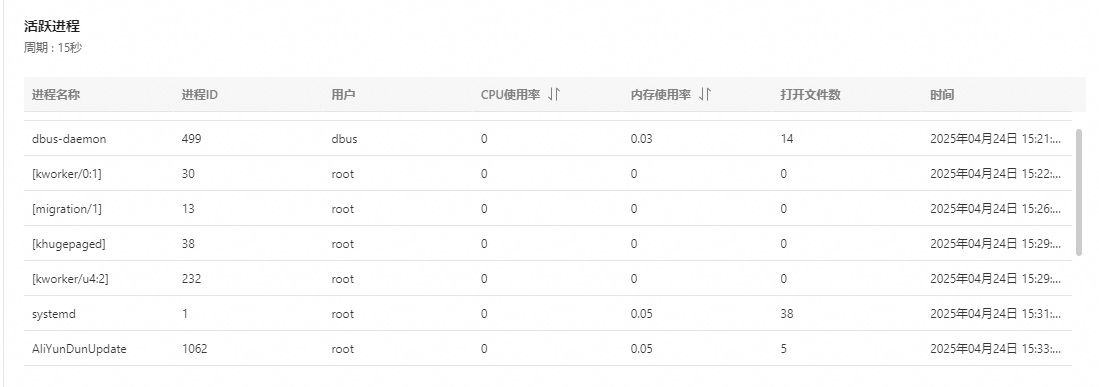 活跃进程
周期 : 15秒
进程名称 进程ID 用户 CPU使用率 内存使用率 打开文件数 时间
dbus-daemon 499 dbus 0 0.03 14 2025年04月24日 15:21:...
[kworker/0:1] 30 root 0 0 0 2025年04月24日 15:22:...
[migration/1] 13 root 0 0 0 2025年04月24日 15:26:...
[khugepaged] 38 root 0 0 0 2025年04月24日 15:29:...
[kworker/u4:2] 232 root 0 0 0 2025年04月24日 15:29:...
systemd 1 root 0 0.05 38 2025年04月24日 15:31:...
AliYunDunUpdate 1062 root 0 0.05 5 2025年04月24日 15:33:...